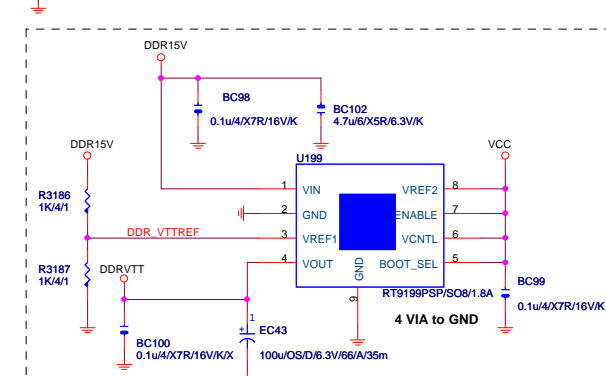 DDR15V
BC98
0.1u/4/X7R/16V/K
BC102
4.7u/6/X5R/6.3V/K
DDR15V
VCC
U199
R3186
1K/4/1
1
VIN
VREF2
8
2
GND
ENABLE
7
DDR_VTTREF
3
VREF1
VCNTL
6
4
VOUT
BOOT_SEL
5
R3187
1K/4/1
DDRVTT
GND
9
RT9199PSP/SO8/1.8A
BC99
0.1u/4/X7R/16V/K
4 VIA to GND
BC100
0.1u/4/X7R/16V/K/X
1
+
EC43
100u/OS/D/6.3V/66/A/35m